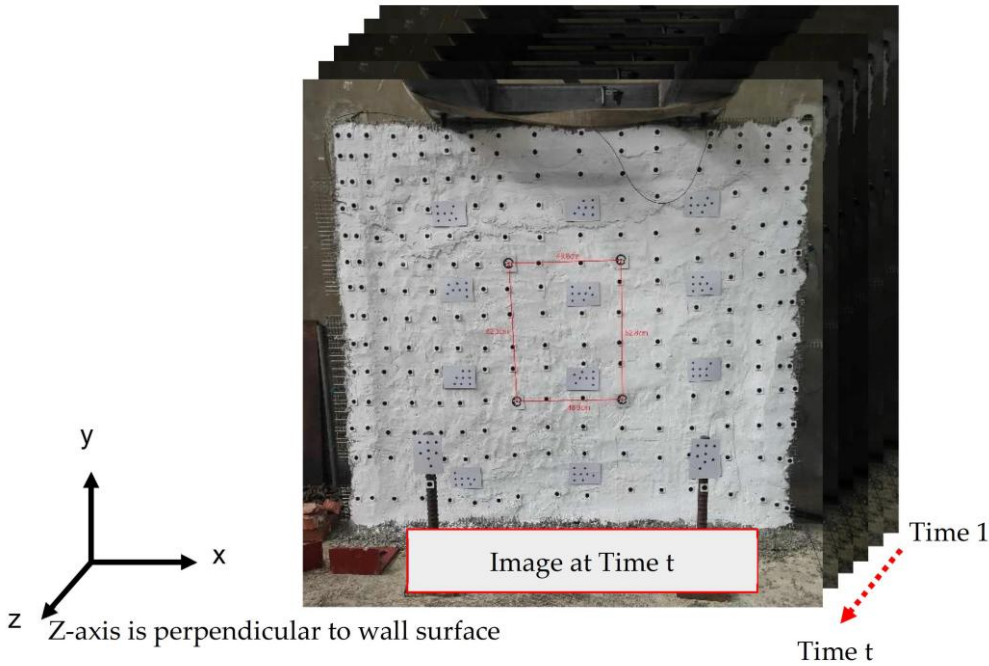 Image at Time t
y
x
z
Z-axis is perpendicular to wall surface
Time 1
Time t